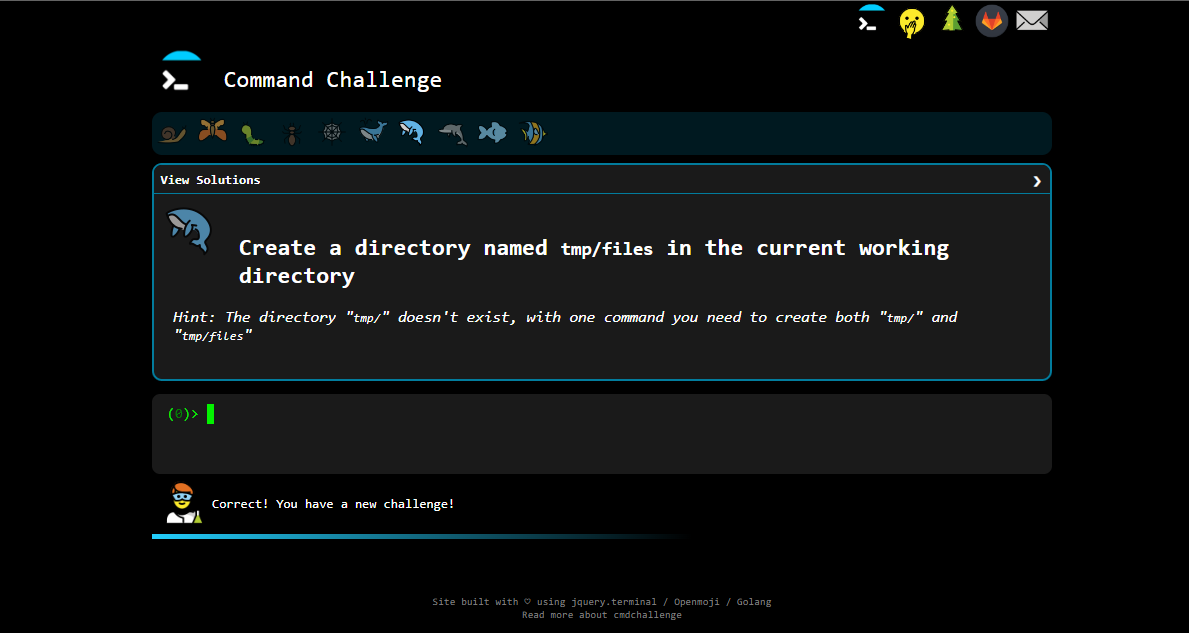 Command Challenge
View Solutions
Create a directory named tmp/files in the current working
directory
Hint: The directory "tmp/" doesn't exist, with one command you need to create both "tmp/" and
"tmp/files"
(0)>
Correct! You have a new challenge!
Site built with ♡ using jquery.terminal / Openmoji / Golang
Read more about cmdchallenge